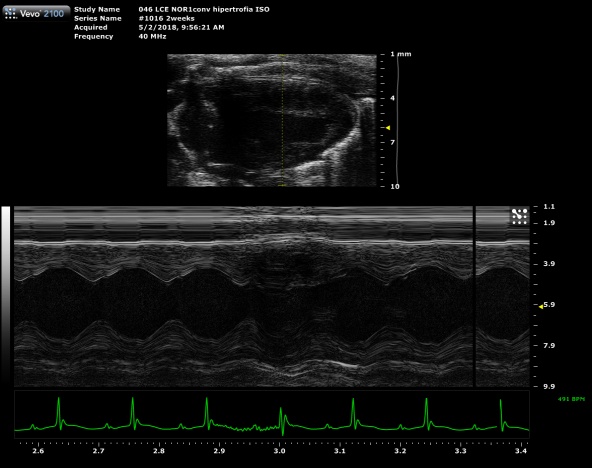 Vevo 2100
Study Name 046 LCE NOR1conv hipertrofia ISO
Series Name #1016 2weeks
Acquired 5/2/2018, 9:56:21 AM
Frequency 40 MHz
1 mm
4
7
10
1.1
1.9
3.9
5.9
7.9
9.9
491 BPM
2.6 2.7 2.8 2.9 3.0 3.1 3.2 3.3 3.4